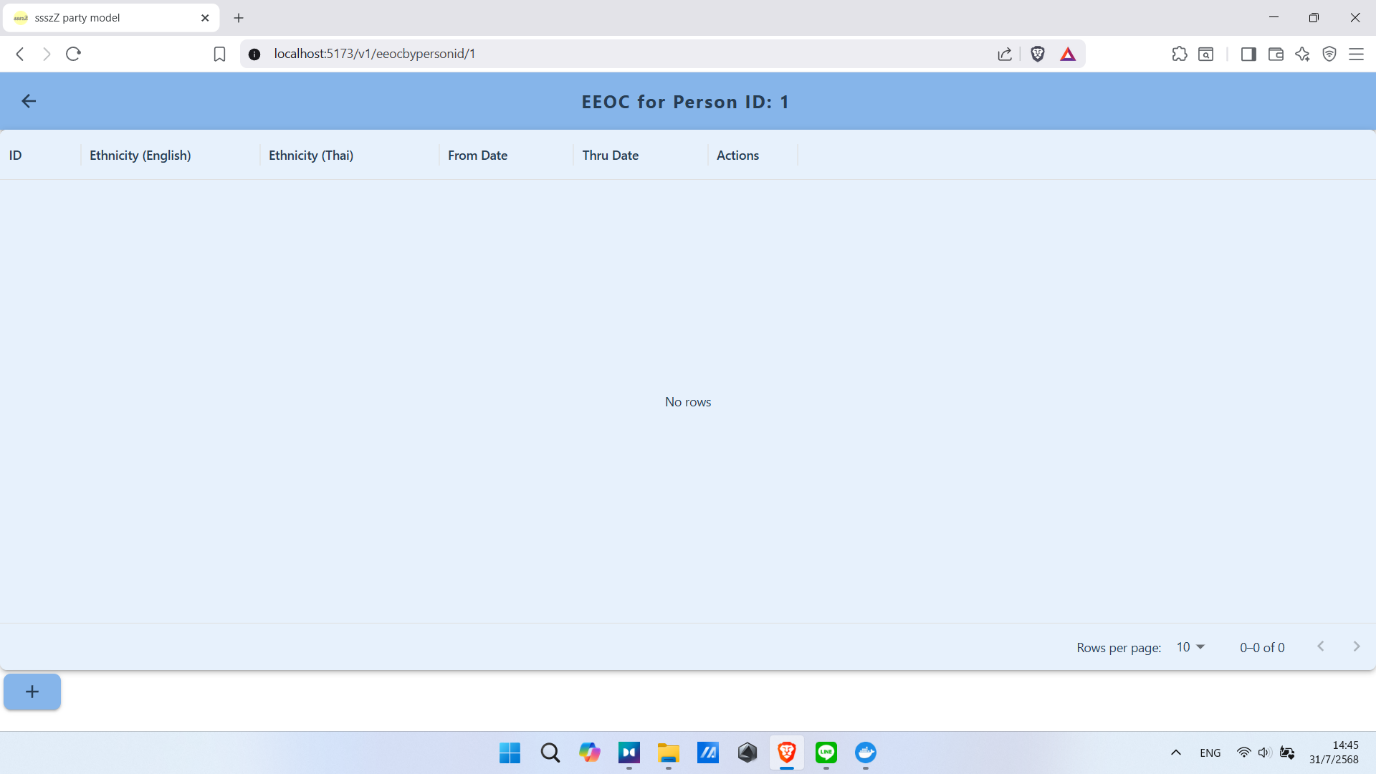 ssszZ party model
localhost:5173/v1/eeocbypersonid/1
EEOC for Person ID: 1
ID Ethnicity (English) Ethnicity (Thai) From Date Thru Date Actions
No rows
Rows per page: 10 0–0 of 0
+
ENG 14:45
31/7/2568